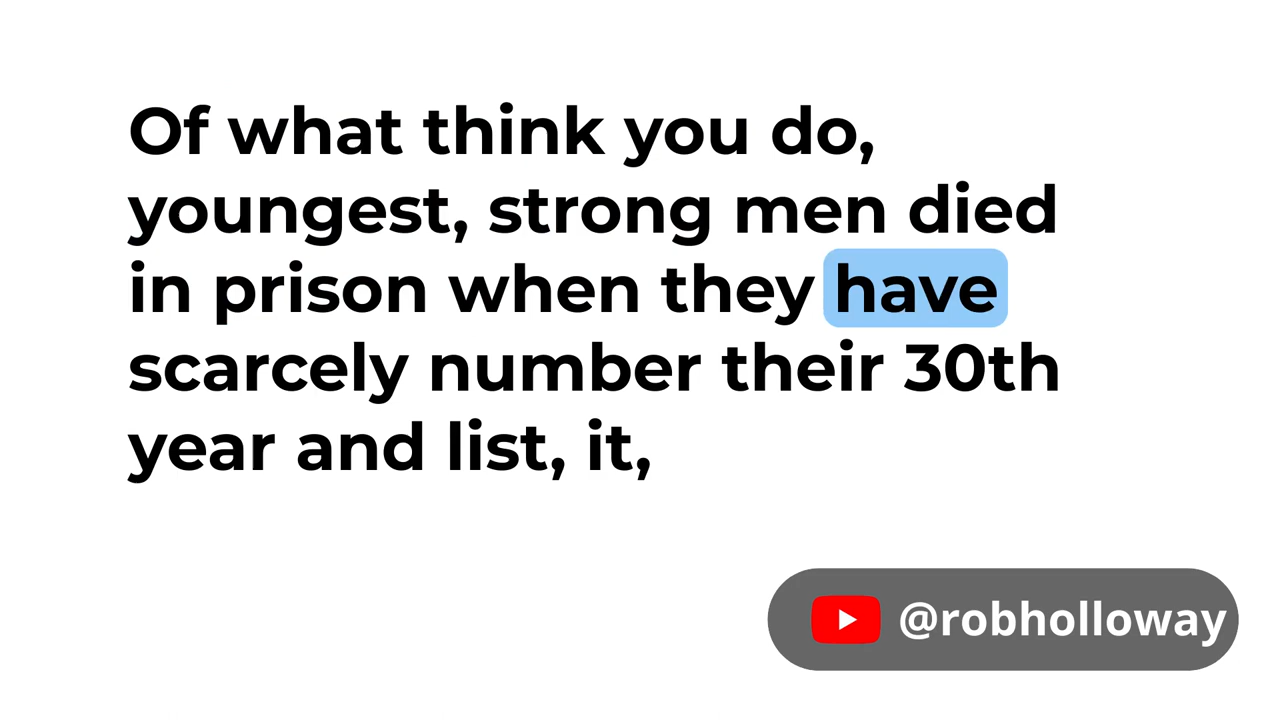 Of what think you do,
youngest, strong men died
in prison when they have
scarcely number their 30th
year and list, it,
@robholloway